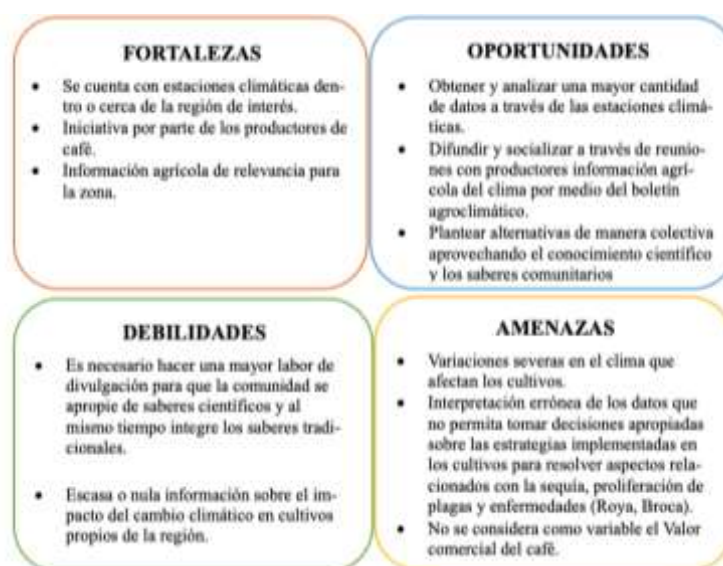 FORTALEZAS
• Se cuenta con estaciones climáticas den-
tro o cerca de la región de interés.
• Iniciativa por parte de los productores de
café.
• Información agrícola de relevancia para
la zona.
OPORTUNIDADES
• Obtener y analizar una mayor cantidad
de datos a través de las estaciones climá-
ticas.
• Difundir y socializar a través de reunio-
nes con productores información agrí-
cola del clima por medio del boletín
agroclimático.
• Plantear alternativas de manera colectiva
aprovechando el conocimiento científico
y los saberes comunitarios
DEBILIDADES
• Es necesario hacer una mayor labor de
divulgación para que la comunidad se
apropie de saberes científicos y al
mismo tiempo integre los saberes tradi-
cionales.
• Escasa o nula información sobre el im-
pacto del cambio climático en cultivos
propios de la región.
AMENAZAS
• Variaciones severas en el clima que
afectan los cultivos.
• Interpretación errónea de los datos que
no permita tomar decisiones apropiadas
sobre las estrategias implementadas en
los cultivos para resolver aspectos rela-
cionados con la sequía, proliferación de
plagas y enfermedades (Roya, Broca).
• No se considera como variable el Valor
comercial del café.